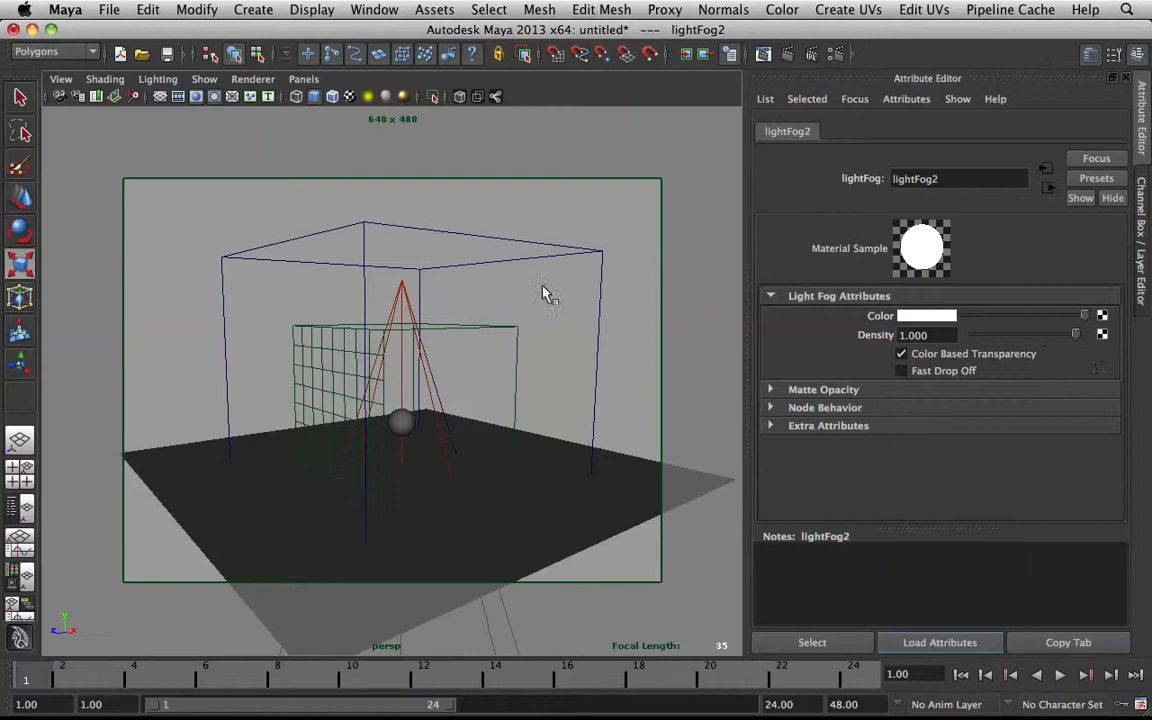 Maya File Edit Modify Create Display Window Assets Select Mesh Edit Mesh Proxy Normals Color Create UVs Edit UVs Pipeline Cache Help
Autodesk Maya 2013 x64: untitled* --- lightFog2
Polygons
View Shading Lighting Show Renderer Panels
640 x 480
persp
Focal Length: 35
y
z x
Attribute Editor
List Selected Focus Attributes Show Help
lightFog2
lightFog: lightFog2
Focus
Presets
Show Hide
Material Sample
Light Fog Attributes
Color
Density 1.000
Color Based Transparency
Fast Drop Off
Matte Opacity
Node Behavior
Extra Attributes
Notes: lightFog2
Select Load Attributes Copy Tab
Attribute Editor
Channel Box / Layer Editor
2 4 6 8 10 12 14 16 18 20 22 24
1
1.00
1.00 1.00 1 24 24.00 48.00 No Anim Layer No Character Set